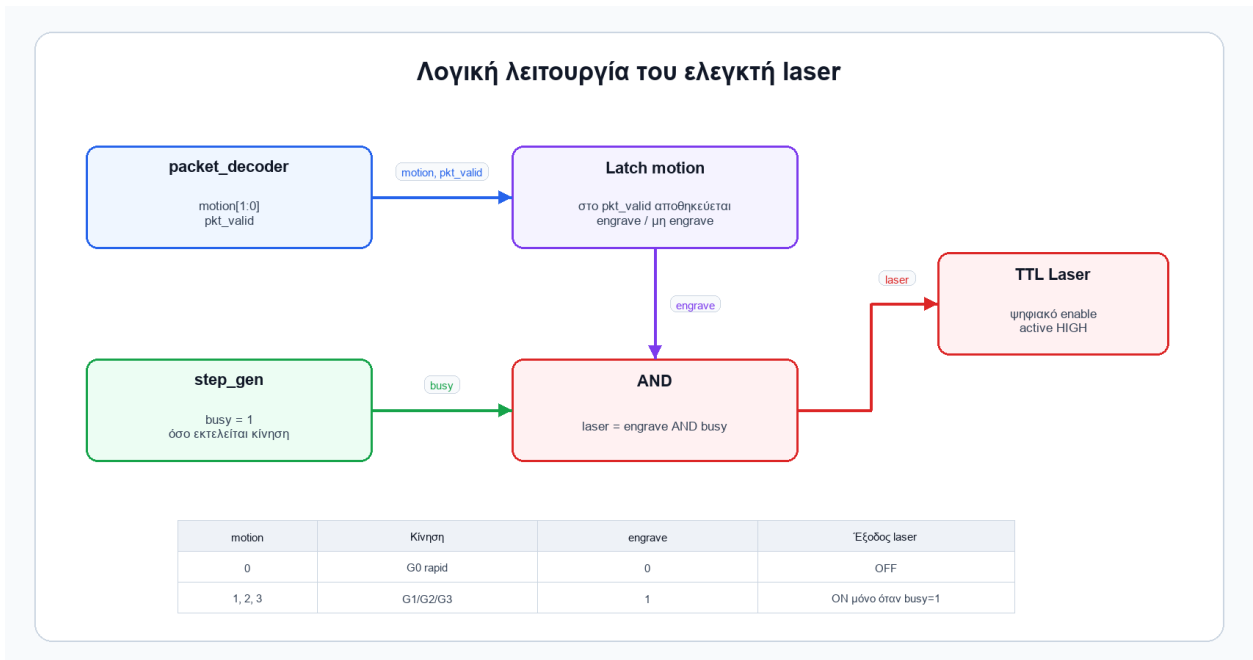 Λογική λειτουργία του ελεγκτή laser
packet_decoder
motion[1:0]
pkt_valid
motion, pkt_valid
Latch motion
στο pkt_valid αποθηκεύεται
engrave / μη engrave
engrave
laser
TTL Laser
ψηφιακό enable
active HIGH
step_gen
busy = 1
όσο εκτελείται κίνηση
busy
AND
laser = engrave AND busy
motion Κίνηση engrave Έξοδος laser
0 G0 rapid 0 OFF
1, 2, 3 G1/G2/G3 1 ON μόνο όταν busy=1